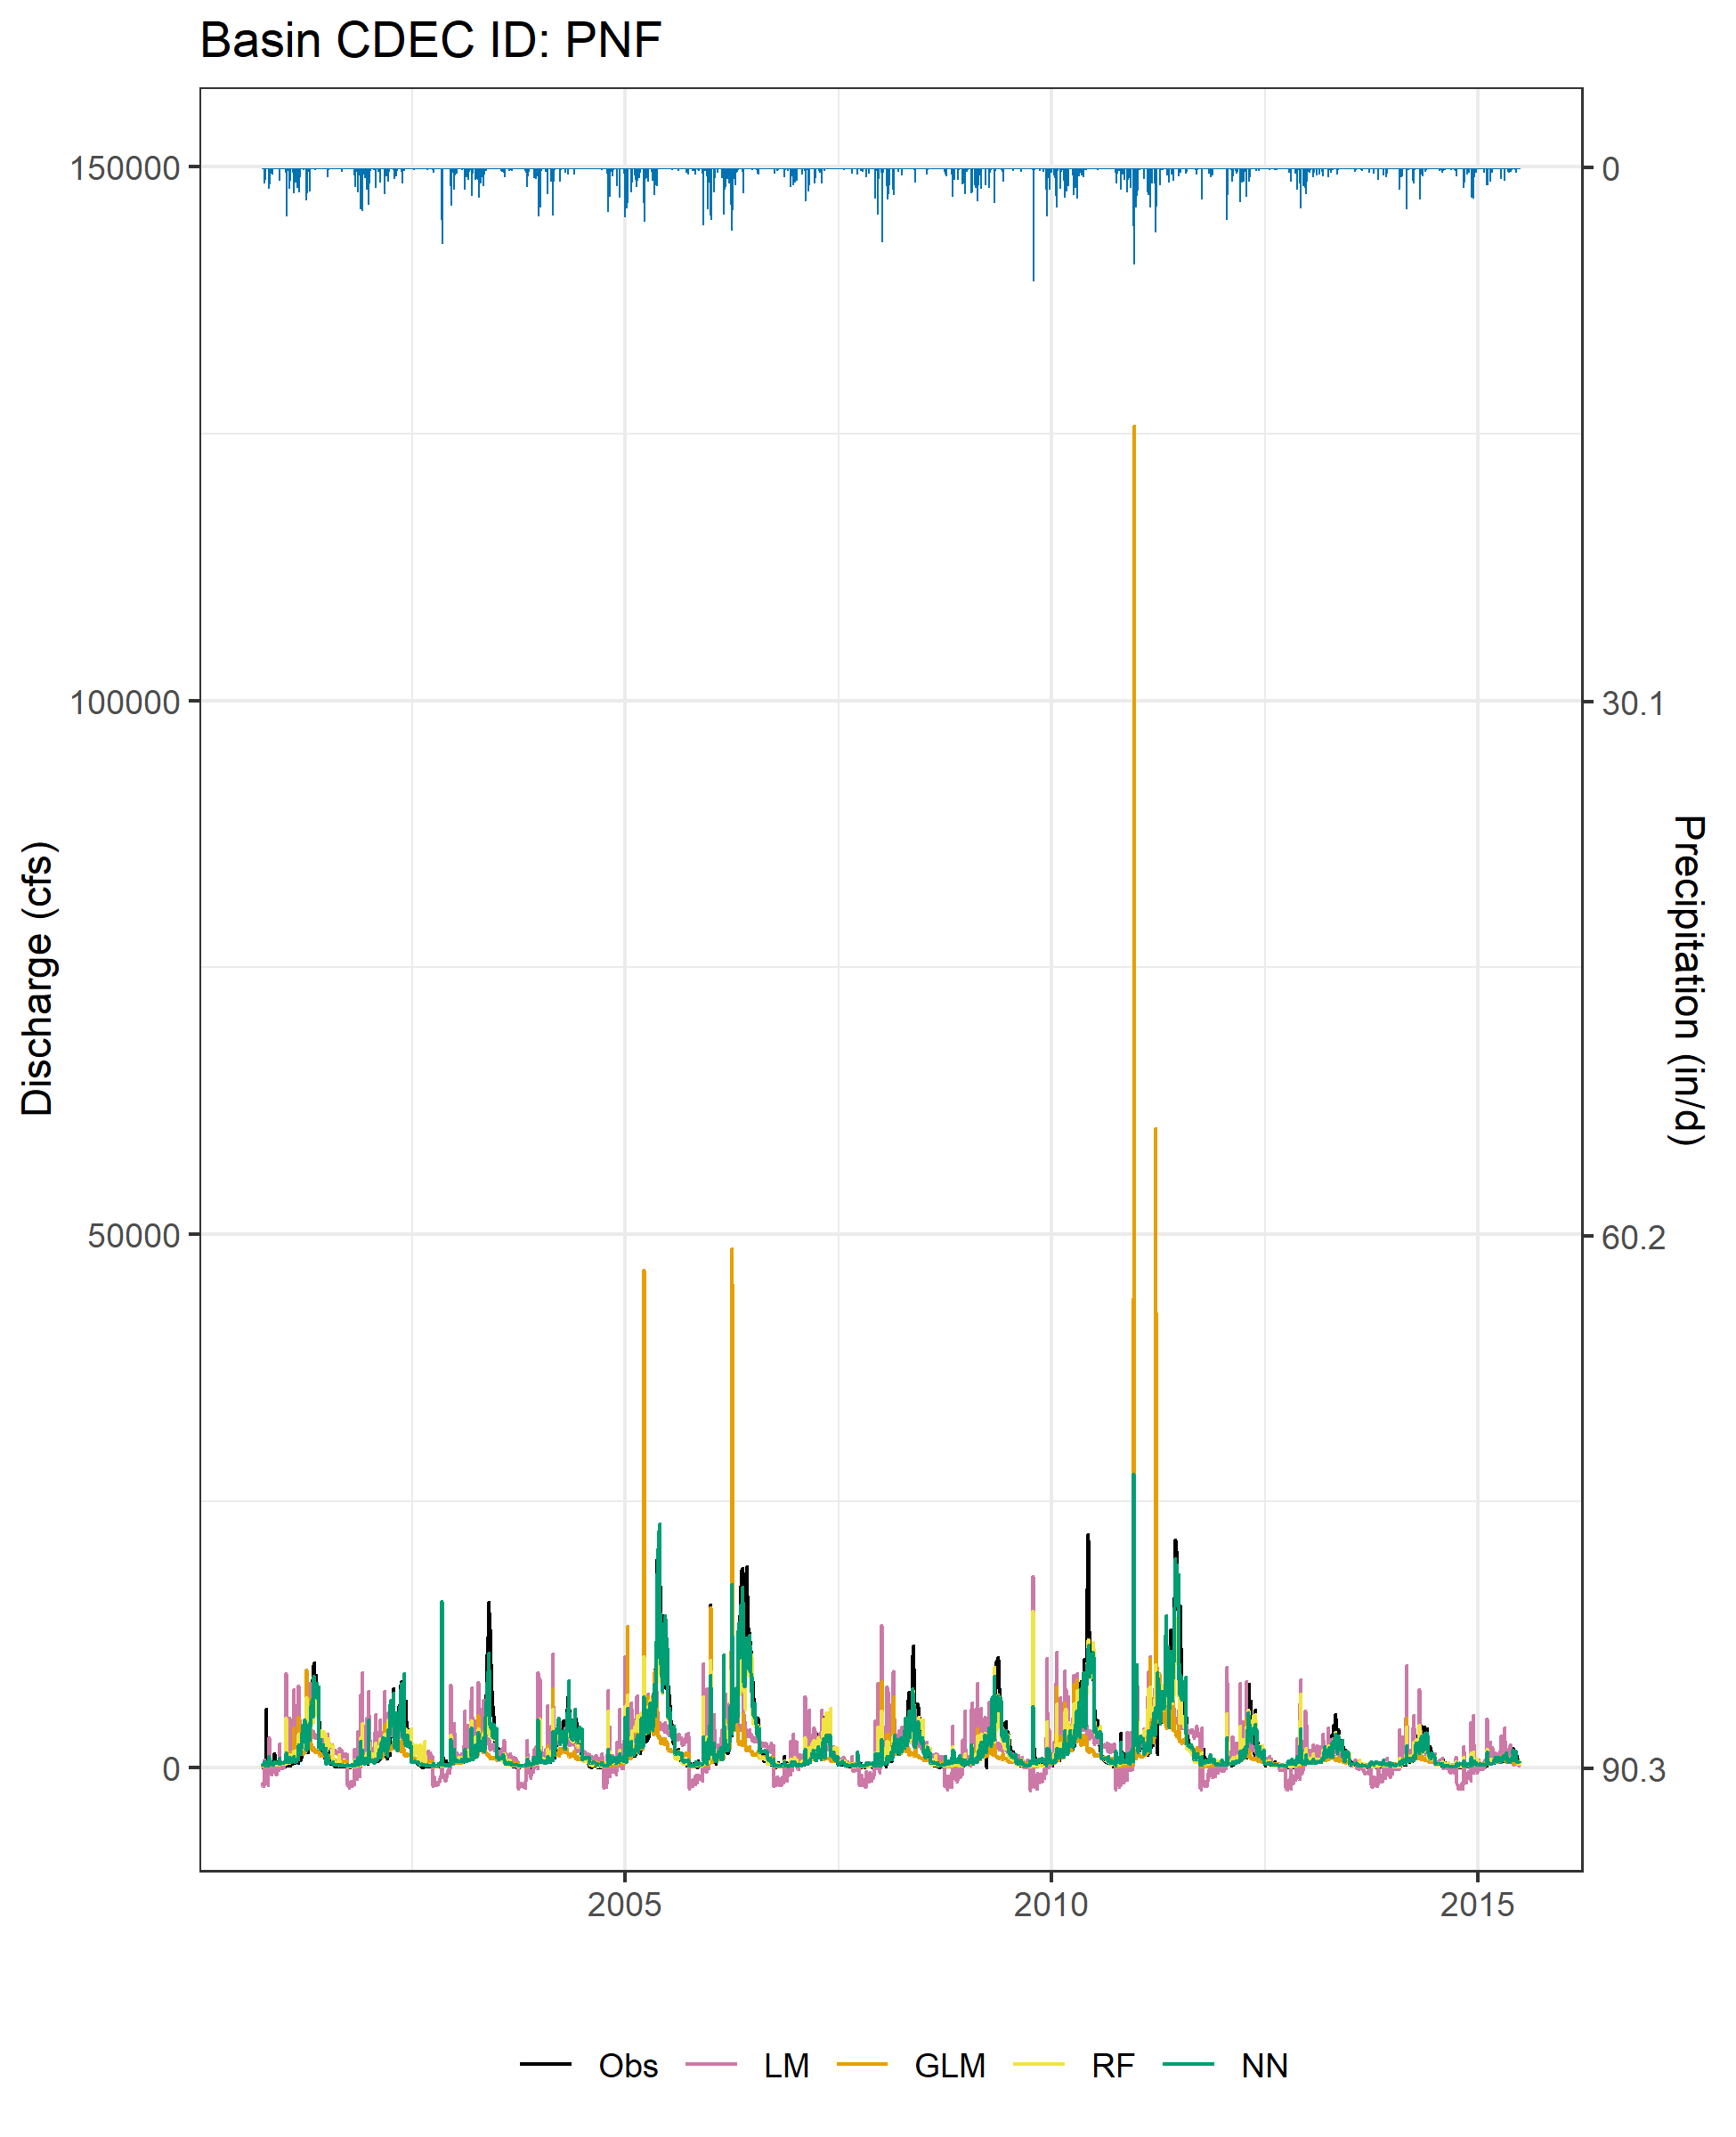 Basin CDEC ID: PNF
150000
100000
50000
0
Discharge (cfs)
0
30.1
60.2
90.3
Precipitation (in/d)
2005
2010
2015
Obs LM GLM RF NN